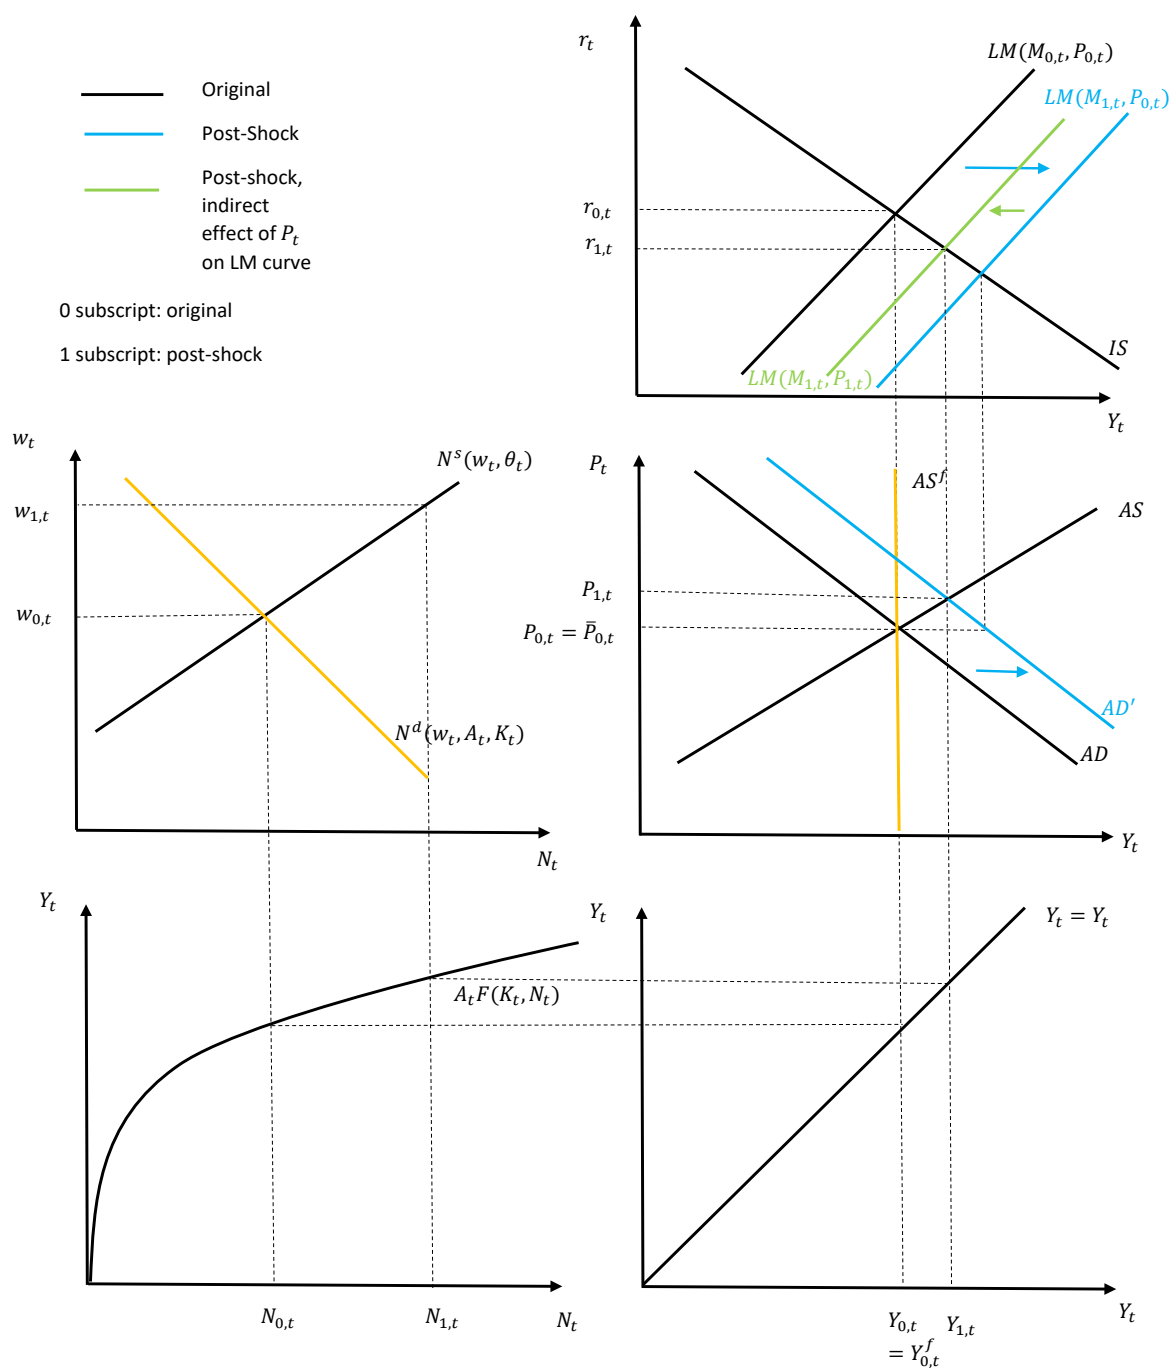 Original
Post-Shock
Post-shock,
indirect
effect of $P_t$
on LM curve
0 subscript: original
1 subscript: post-shock
$r_t$
$LM(M_{0,t}, P_{0,t})$
$LM(M_{1,t}, P_{0,t})$
$r_{0,t}$
$r_{1,t}$
$IS$
$LM(M_{1,t}, P_{1,t})$
$Y_t$
$w_t$
$N^s(w_t, \theta_t)$
$w_{1,t}$
$w_{0,t}$
$N^d(w_t, A_t, K_t)$
$N_t$
$P_t$
$AS^f$
$AS$
$P_{1,t}$
$P_{0,t} = \bar{P}_{0,t}$
$AD'$
$AD$
$Y_t$
$Y_t$
$A_tF(K_t, N_t)$
$N_{0,t}$
$N_{1,t}$
$N_t$
$Y_t$
$Y_t = Y_t$
$Y_{0,t}$
$= Y_{0,t}^f$
$Y_{1,t}$
$Y_t$